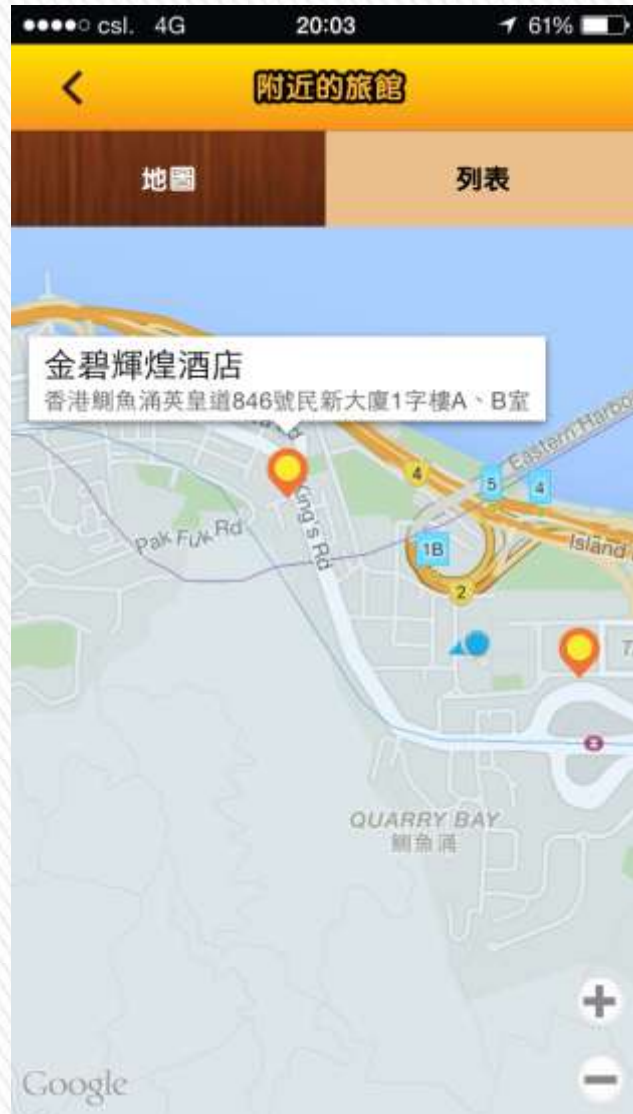 csl. 4G 20:03 61%
附近的旅館
地圖 列表
金碧輝煌酒店
香港鰂魚涌英皇道846號民新大廈1字樓A、B室
Eastern Harbo
4
5 4
King's Rd
Pak Fuk Rd
1B
Island
2
QUARRY BAY
鰂魚涌
Google